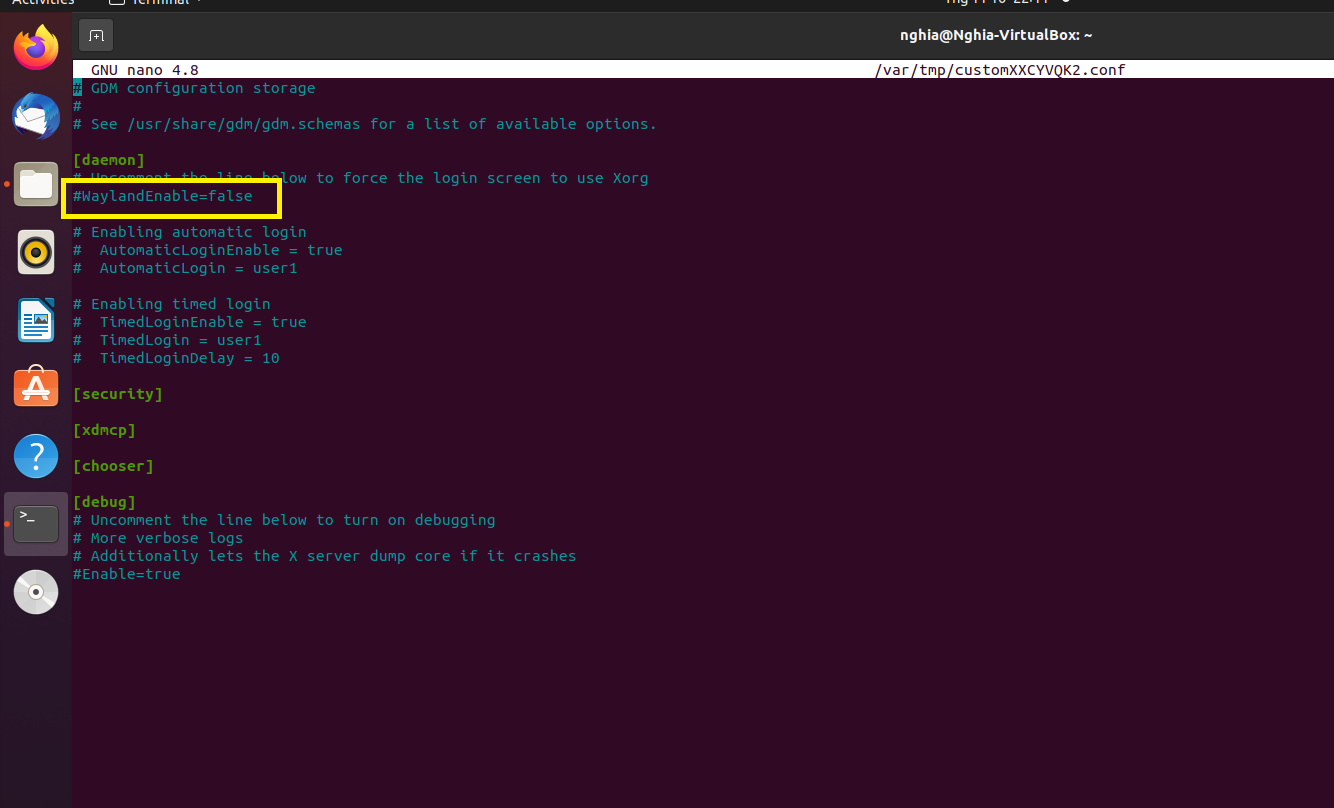 Activities
Terminal
nghia@Nghia-VirtualBox: ~
GNU nano 4.8 /var/tmp/customXXCYVQK2.conf
# GDM configuration storage
#
# See /usr/share/gdm/gdm.schemas for a list of available options.
[daemon]
# Uncomment the line below to force the login screen to use Xorg
#WaylandEnable=false
# Enabling automatic login
#  AutomaticLoginEnable = true
#  AutomaticLogin = user1
# Enabling timed login
#  TimedLoginEnable = true
#  TimedLogin = user1
#  TimedLoginDelay = 10
[security]
[xdmcp]
[chooser]
[debug]
# Uncomment the line below to turn on debugging
# More verbose logs
# Additionally lets the X server dump core if it crashes
#Enable=true